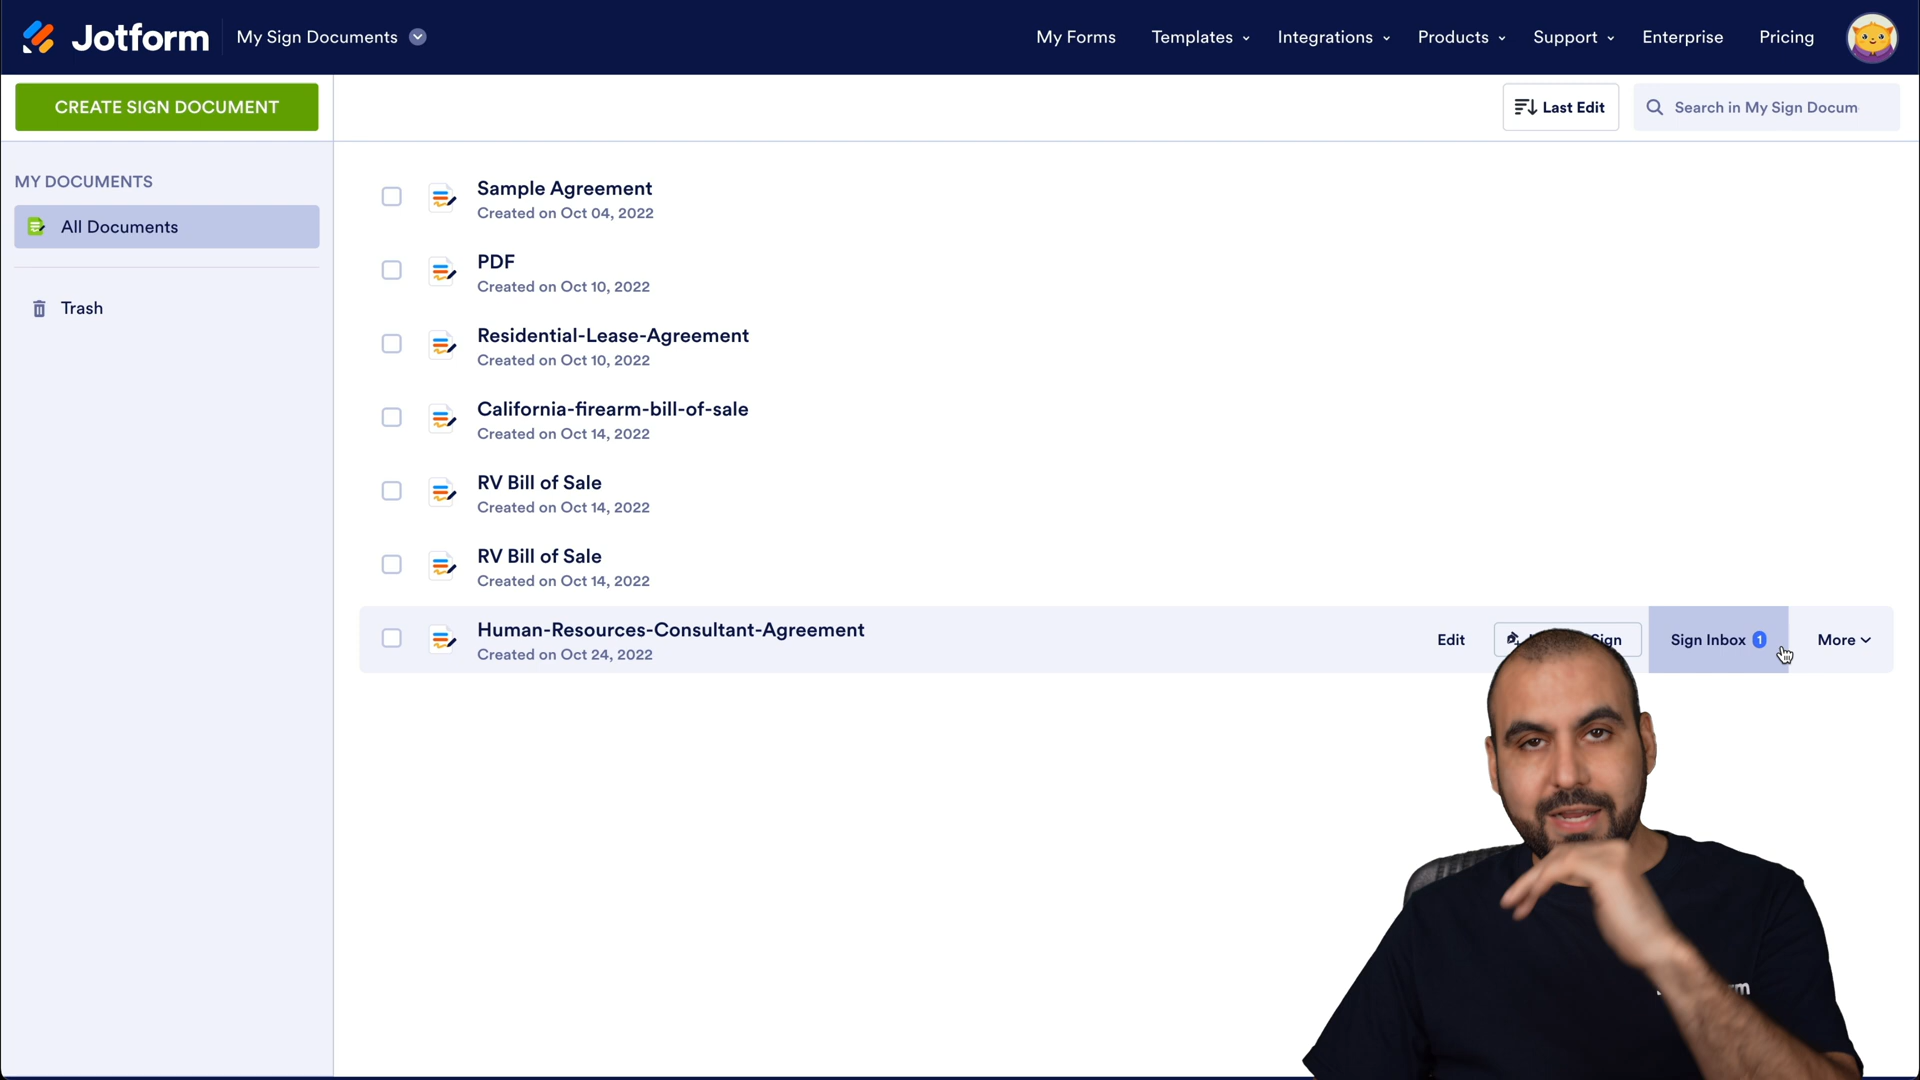 Jotform
My Sign Documents
My Forms
Templates
Integrations
Products
Support
Enterprise
Pricing
CREATE SIGN DOCUMENT
Last Edit
Search in My Sign Docum
MY DOCUMENTS
All Documents
Trash
Sample Agreement
Created on Oct 04, 2022
PDF
Created on Oct 10, 2022
Residential-Lease-Agreement
Created on Oct 10, 2022
California-firearm-bill-of-sale
Created on Oct 14, 2022
RV Bill of Sale
Created on Oct 14, 2022
RV Bill of Sale
Created on Oct 14, 2022
Human-Resources-Consultant-Agreement
Created on Oct 24, 2022
Edit
Sign
Sign Inbox 1
More